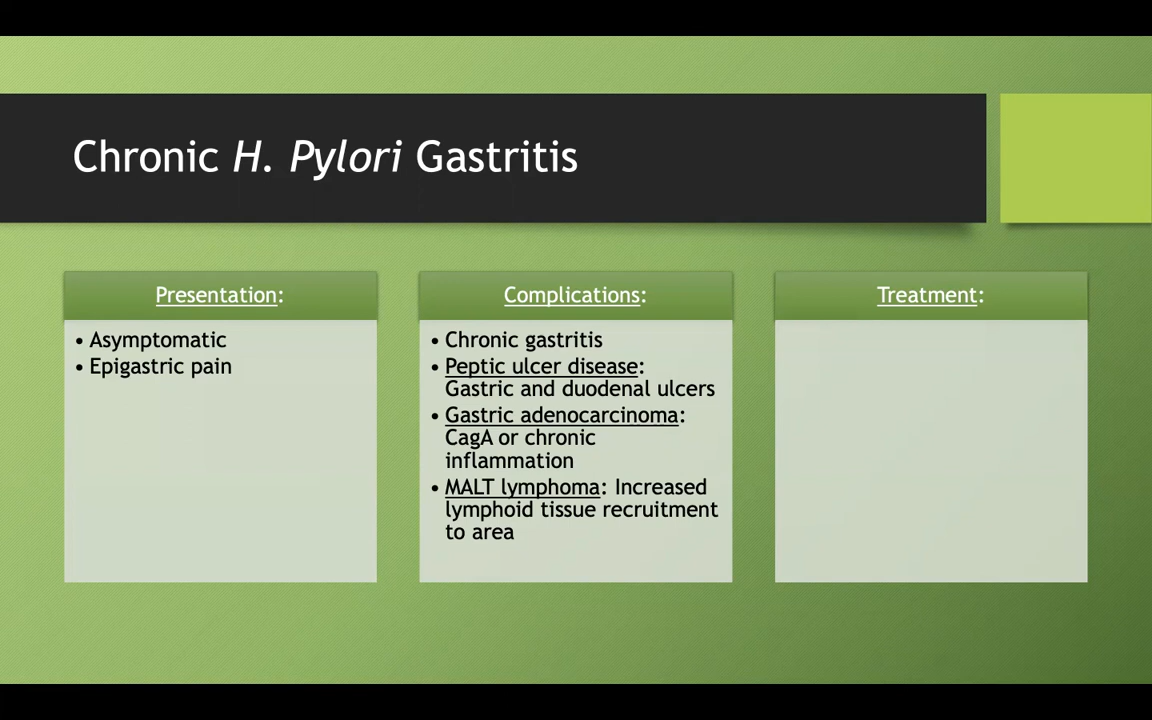 Chronic H. Pylori Gastritis
Presentation:
• Asymptomatic
• Epigastric pain
Complications:
• Chronic gastritis
• Peptic ulcer disease:
Gastric and duodenal ulcers
• Gastric adenocarcinoma:
CagA or chronic
inflammation
• MALT lymphoma: Increased
lymphoid tissue recruitment
to area
Treatment: